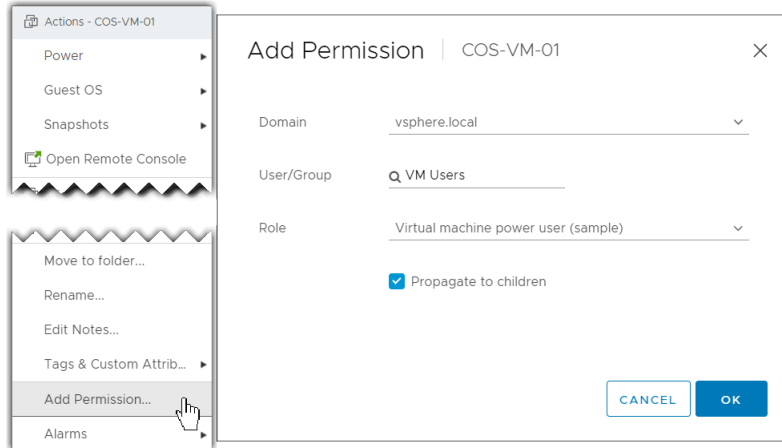 Actions - COS-VM-01
Power
Guest OS
Snapshots
Open Remote Console
Move to folder...
Rename...
Edit Notes...
Tags & Custom Attrib...
Add Permission...
Alarms
Add Permission COS-VM-01
Domain vsphere.local
User/Group VM Users
Role Virtual machine power user (sample)
Propagate to children
CANCEL OK